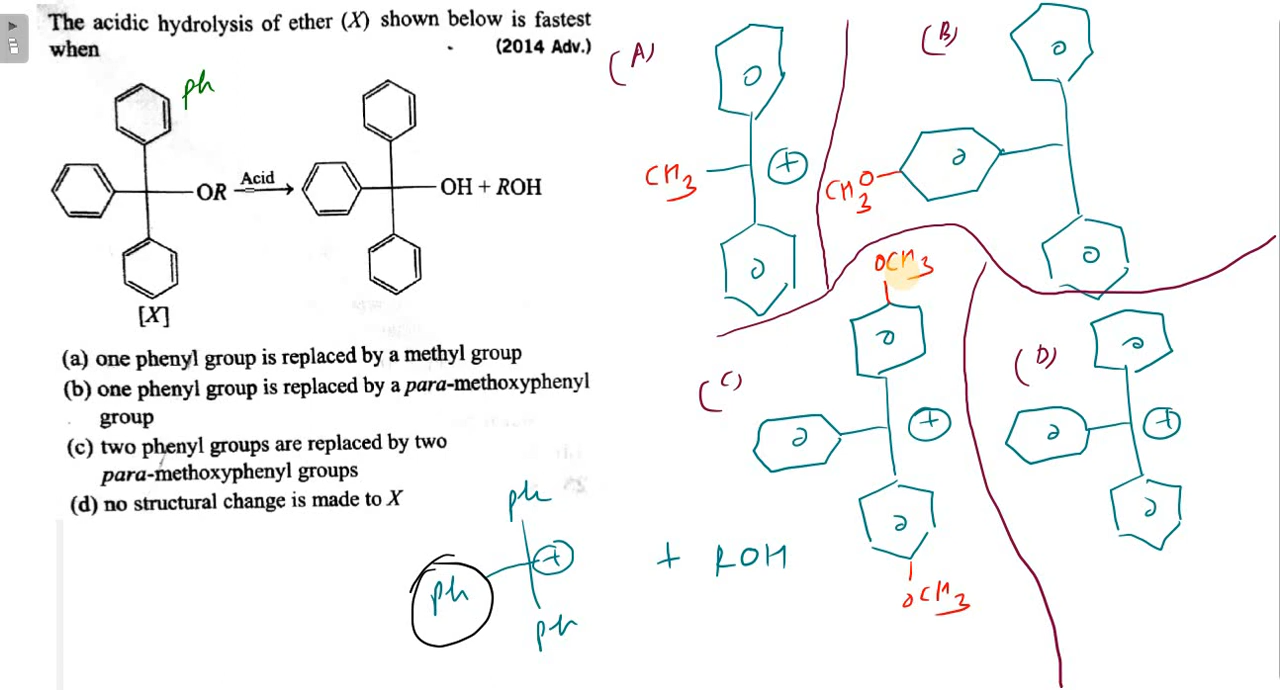 The acidic hydrolysis of ether (X) shown below is fastest
when (2014 Adv.)
ph
OR Acid OH + ROH
[X]
(a) one phenyl group is replaced by a methyl group
(b) one phenyl group is replaced by a para-methoxyphenyl
group
(c) two phenyl groups are replaced by two
para-methoxyphenyl groups
(d) no structural change is made to X
ph
ph +
ph
+ ROH
(A)
CH3 +
(B)
CH3O
(C)
OCH3
+
OCH3
(D)
+